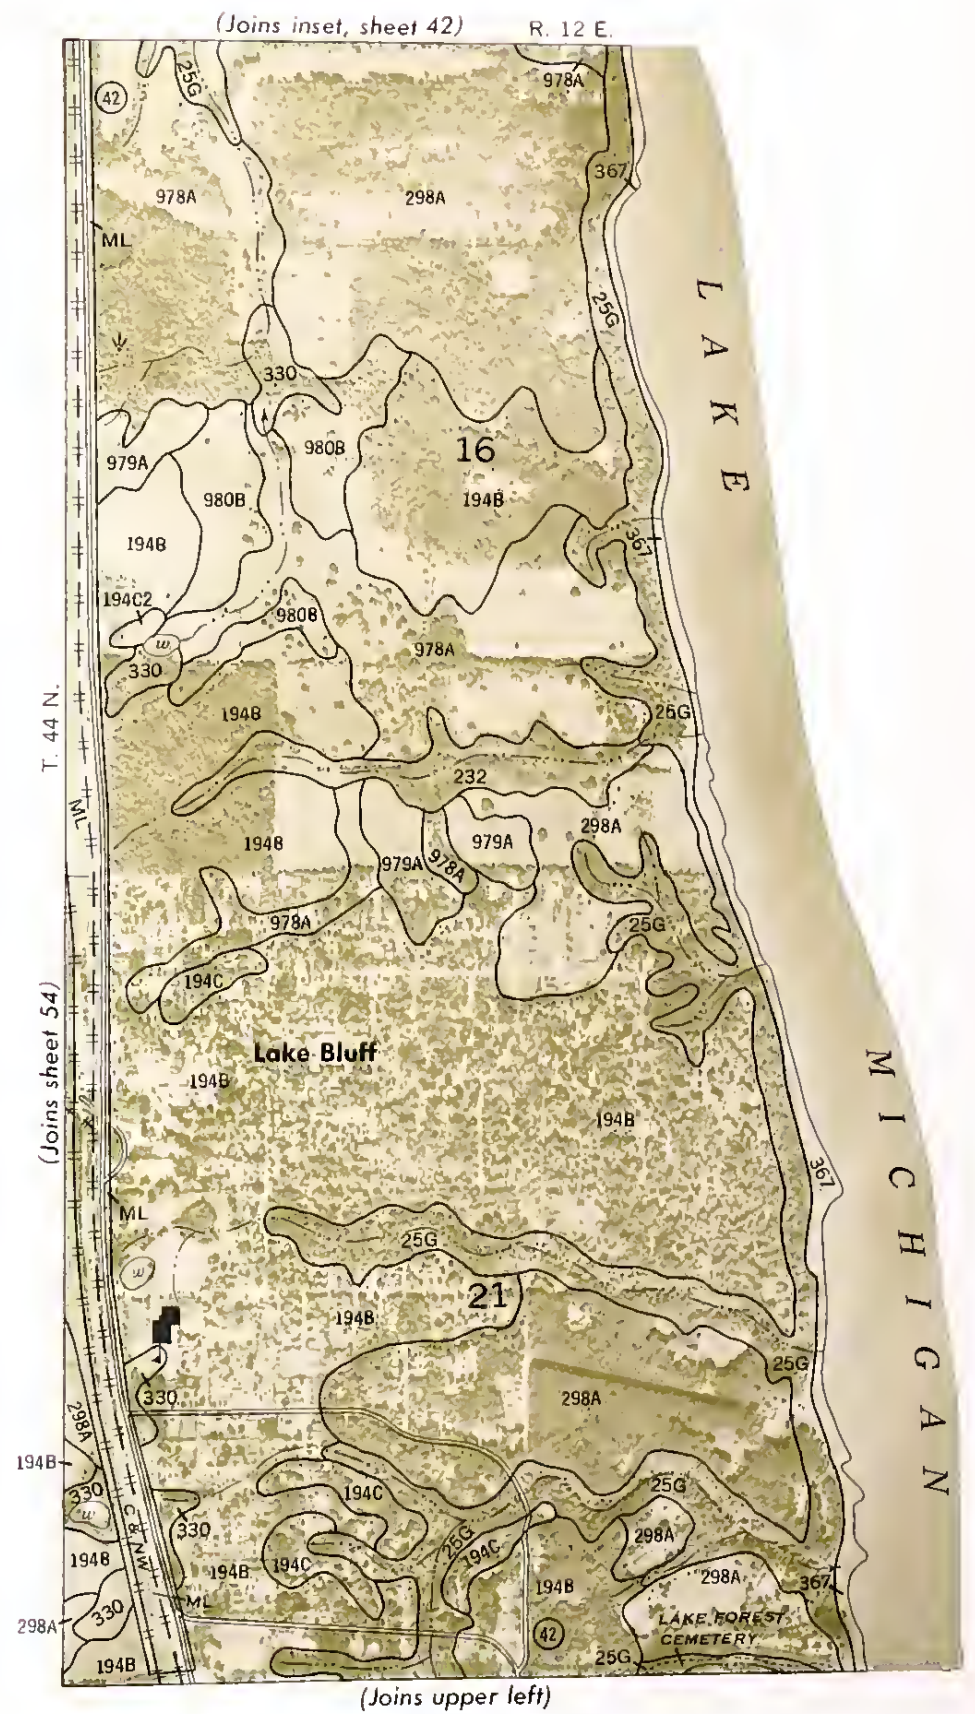 (Joins inset, sheet 42)
R. 12 E.
25G
978A
42
367
978A
298A
ML
25G
LAKE
330
979A
980B
16
980B
194B
194B
367
194C2
980B
w
978A
330
194B
25G
T. 44 N.
232
ML
298A
194B
979A
978A
979A
978A
25G
194C
(Joins sheet 54)
Lake Bluff
194B
194B
MICHIGAN
367
ML
25G
w
21
194B
25G
330
298A
298A
194B
25G
330
194C
w
C & NW
330
25G
298A
194C
194C
194B
194B
194B
298A
367
ML
330
298A
LAKE FOREST
CEMETERY
42
194B
25G
(Joins upper left)